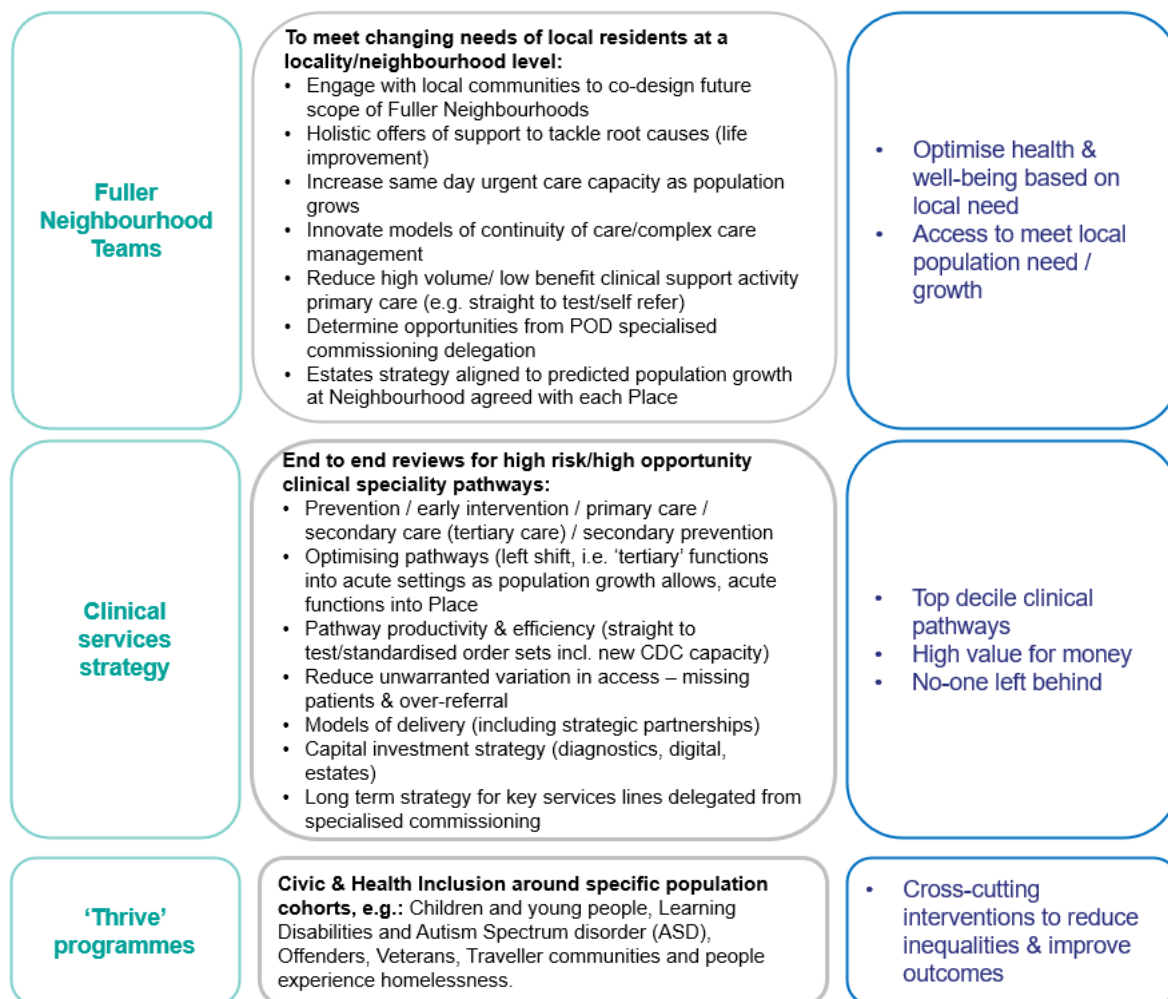 Fuller
Neighbourhood
Teams
To meet changing needs of local residents at a
locality/neighbourhood level:
• Engage with local communities to co-design future
scope of Fuller Neighbourhoods
• Holistic offers of support to tackle root causes (life
improvement)
• Increase same day urgent care capacity as population
grows
• Innovate models of continuity of care/complex care
management
• Reduce high volume/ low benefit clinical support activity
primary care (e.g. straight to test/self refer)
• Determine opportunities from POD specialised
commissioning delegation
• Estates strategy aligned to predicted population growth
at Neighbourhood agreed with each Place
• Optimise health &
well-being based on
local need
• Access to meet local
population need /
growth
Clinical
services
strategy
End to end reviews for high risk/high opportunity
clinical speciality pathways:
• Prevention / early intervention / primary care /
secondary care (tertiary care) / secondary prevention
• Optimising pathways (left shift, i.e. ‘tertiary’ functions
into acute settings as population growth allows, acute
functions into Place
• Pathway productivity & efficiency (straight to
test/standardised order sets incl. new CDC capacity)
• Reduce unwarranted variation in access – missing
patients & over-referral
• Models of delivery (including strategic partnerships)
• Capital investment strategy (diagnostics, digital,
estates)
• Long term strategy for key services lines delegated from
specialised commissioning
• Top decile clinical
pathways
• High value for money
• No-one left behind
‘Thrive’
programmes
Civic & Health Inclusion around specific population
cohorts, e.g.: Children and young people, Learning
Disabilities and Autism Spectrum disorder (ASD),
Offenders, Veterans, Traveller communities and people
experience homelessness.
• Cross-cutting
interventions to reduce
inequalities & improve
outcomes